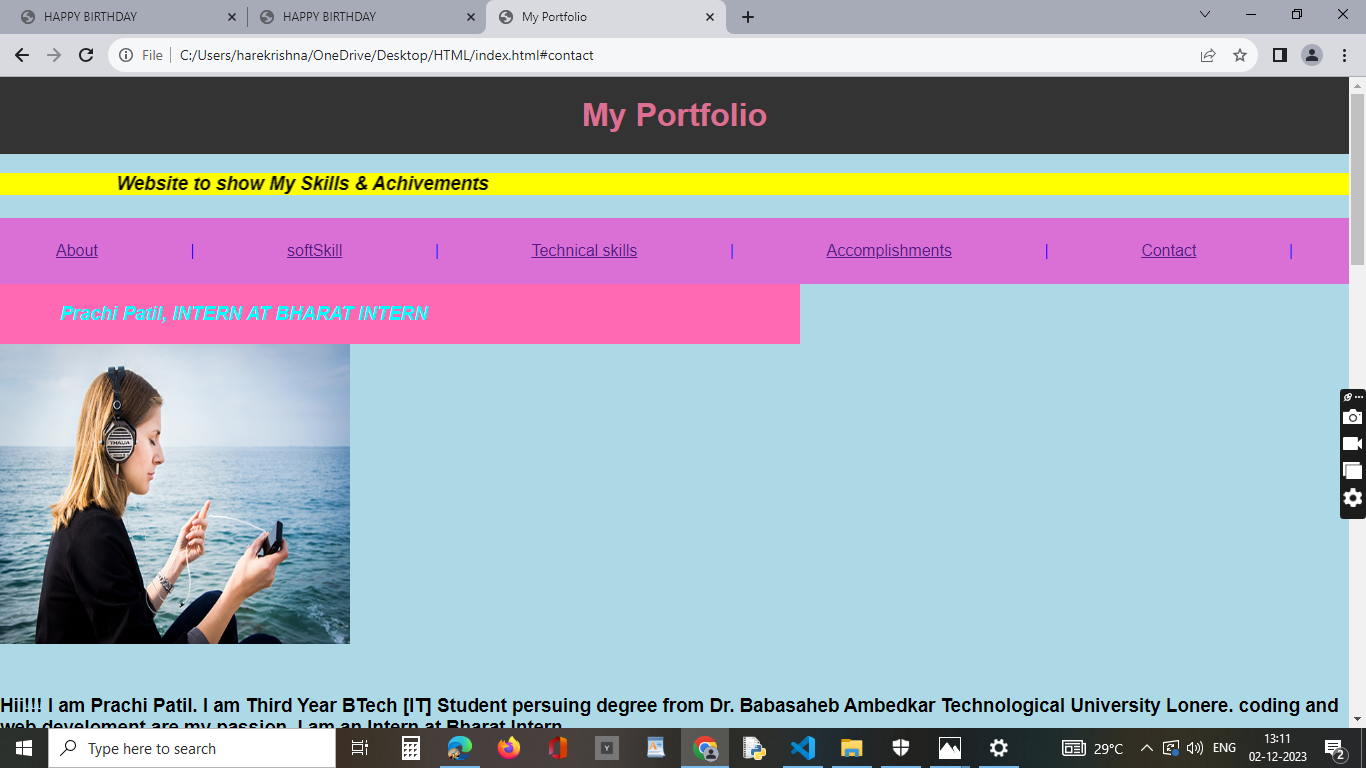 HAPPY BIRTHDAY
HAPPY BIRTHDAY
My Portfolio
File
C:/Users/harekrishna/OneDrive/Desktop/HTML/index.html#contact
My Portfolio
Website to show My Skills & Achivements
About | softSkill | Technical skills | Accomplishments | Contact |
Prachi Patil, INTERN AT BHARAT INTERN
THALIA
Hii!!! I am Prachi Patil. I am Third Year BTech [IT] Student persuing degree from Dr. Babasaheb Ambedkar Technological University Lonere. coding and
web develoment are my passion. I am an Intern at Bharat Intern
Type here to search
Y
29°C
ENG
13:11
02-12-2023
2